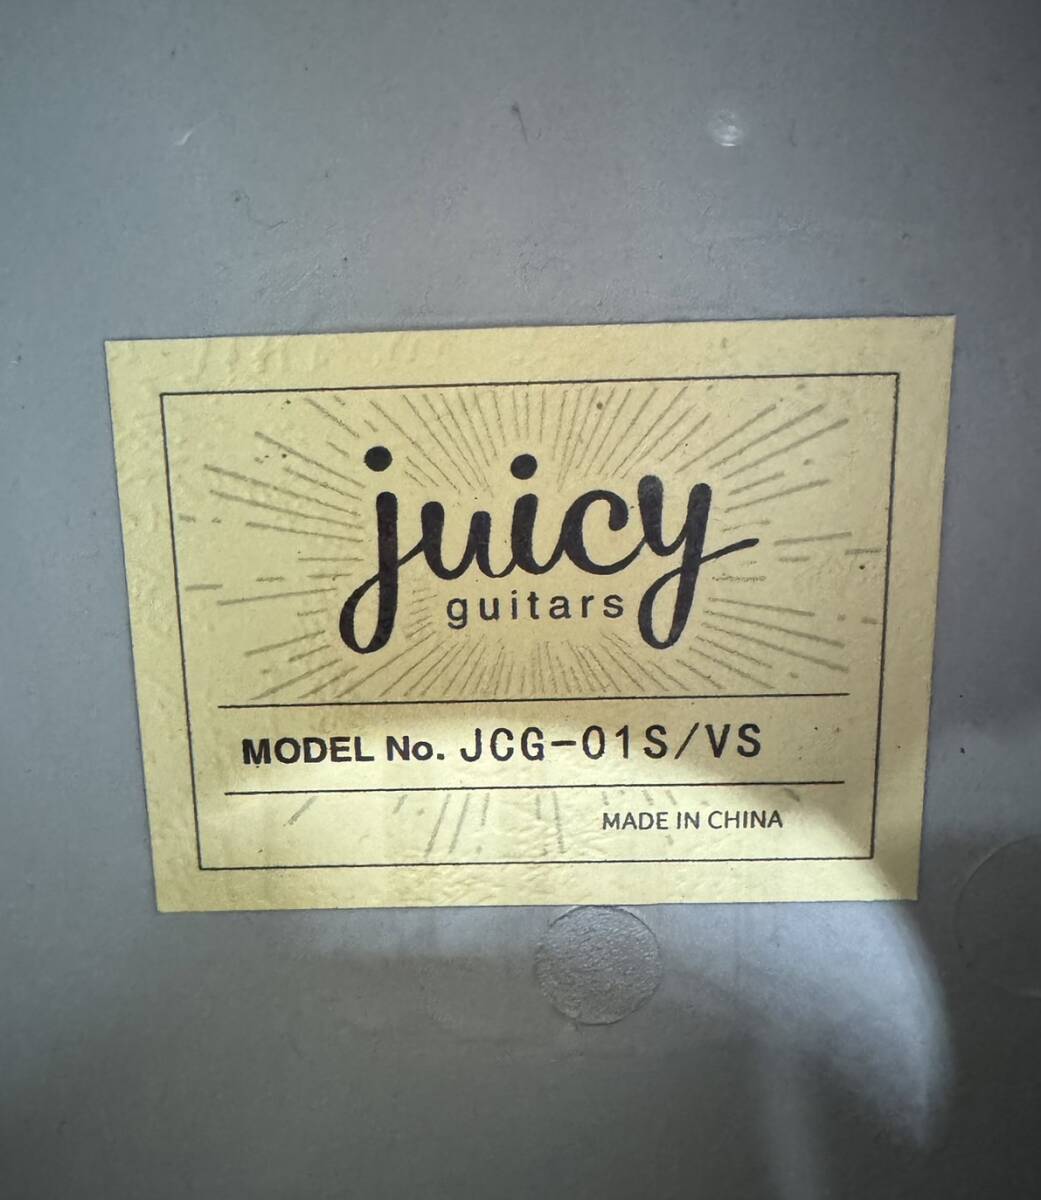 juicy
guitars
MODEL No. JCG-01S/VS
MADE IN CHINA